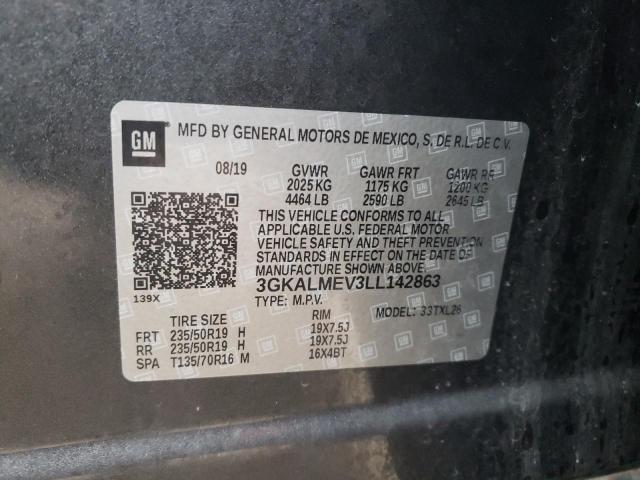 GM MFD BY GENERAL MOTORS DE MEXICO, S. DE R.L. DE C.V.
08/19 GVWR GAWR FRT GAWR RR
2025 KG 1175 KG 1200 KG
4464 LB 2590 LB 2645 LB
THIS VEHICLE CONFORMS TO ALL
APPLICABLE U.S. FEDERAL MOTOR
VEHICLE SAFETY AND THEFT PREVENTION
STANDARDS IN EFFECT ON THE DATE OF
MANUFACTURE SHOWN ABOVE.
139X 3GKALMEV3LL142863
TYPE: M.P.V. MODEL: 33TXL26
TIRE SIZE RIM
FRT 235/50R19 H 19X7.5J
RR 235/50R19 H 19X7.5J
SPA T135/70R16 M 16X4BT